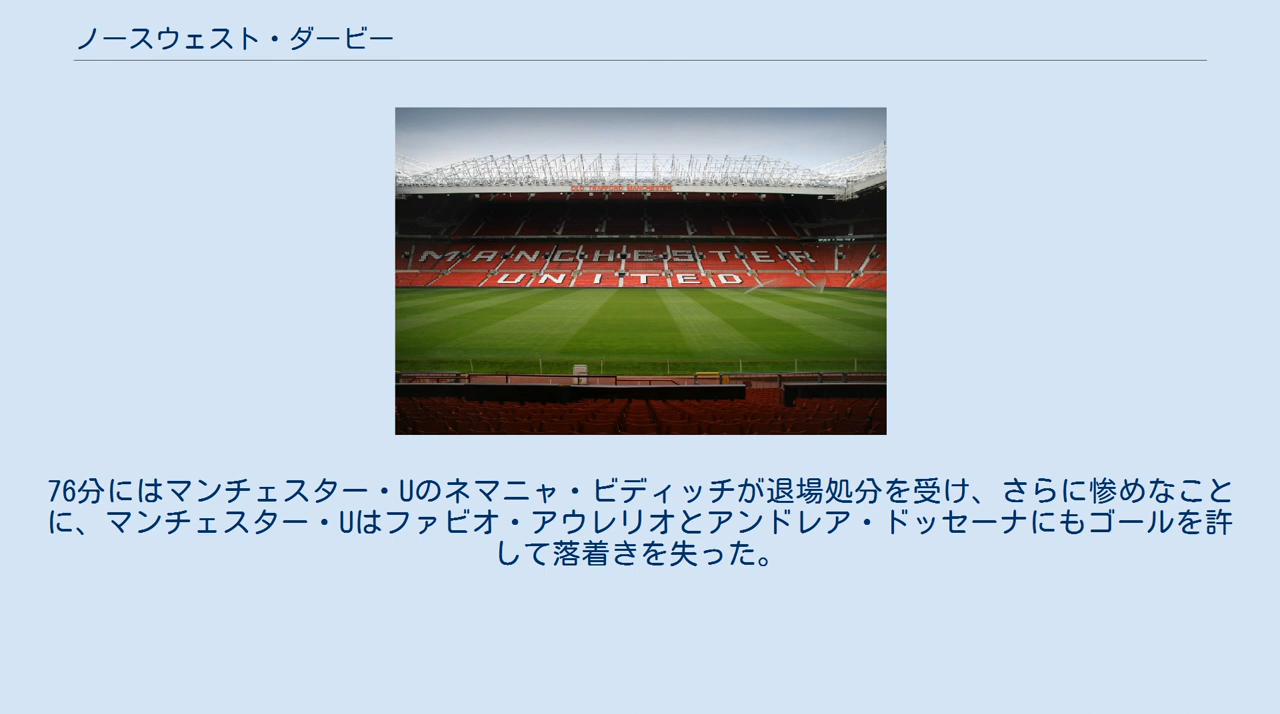 ノースウェスト・ダービー
OLD TRAFFORD MANCHESTER
MANCHESTER
UNITED
76分にはマンチェスター・Uのネマニャ・ビディッチが退場処分を受け、さらに惨めなこと
に、マンチェスター・Uはファビオ・アウレリオとアンドレア・ドッセーナにもゴールを許
して落着きを失った。